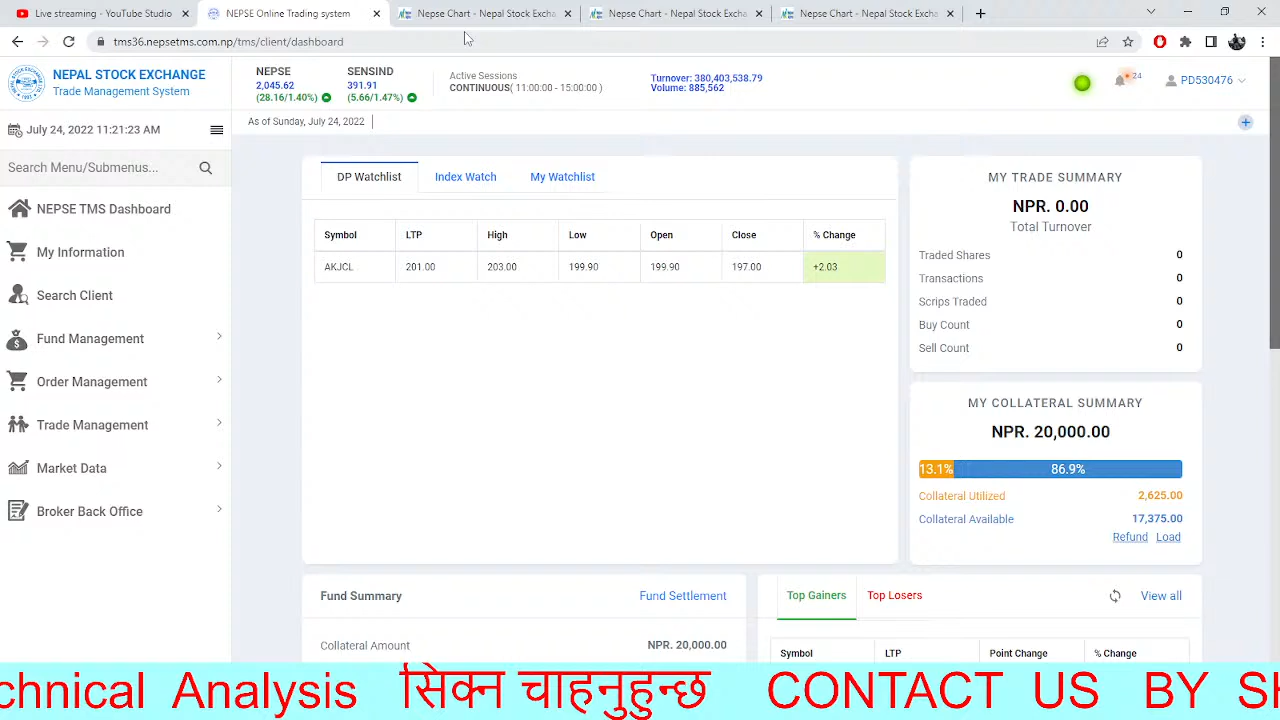 Live streaming - YouTube Studio
NEPSE Online Trading system
Nepse Chart - Nepal Stock Excha
Nepse Chart - Nepal Stock Excha
Nepse Chart - Nepal Stock Excha
tms36.nepsetms.com.np/tms/client/dashboard
NEPAL STOCK EXCHANGE
Trade Management System
NEPSE
2,045.62
(28.16/1.40%)
SENSIND
391.91
(5.66/1.47%)
Active Sessions
CONTINUOUS( 11:00:00 - 15:00:00 )
Turnover: 380,403,538.79
Volume: 885,562
24
PD530476
July 24, 2022 11:21:23 AM
As of Sunday, July 24, 2022
Search Menu/Submenus...
NEPSE TMS Dashboard
My Information
Search Client
Fund Management
Order Management
Trade Management
Market Data
Broker Back Office
DP Watchlist Index Watch My Watchlist
Symbol LTP High Low Open Close % Change
AKJCL 201.00 203.00 199.90 199.90 197.00 +2.03
MY TRADE SUMMARY
NPR. 0.00
Total Turnover
Traded Shares 0
Transactions 0
Scrips Traded 0
Buy Count 0
Sell Count 0
MY COLLATERAL SUMMARY
NPR. 20,000.00
13.1% 86.9%
Collateral Utilized 2,625.00
Collateral Available 17,375.00
Refund Load
Fund Summary Fund Settlement
Collateral Amount NPR. 20,000.00
Top Gainers Top Losers View all
Symbol LTP Point Change % Change
chnical Analysis सिक्न चाहनुहुन्छ CONTACT US BY SH